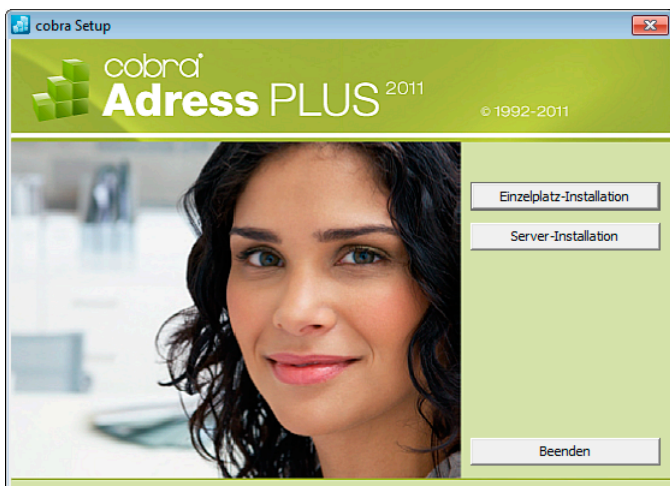 cobra Setup
cobra®
Adress PLUS 2011
© 1992-2011
Einzelplatz-Installation
Server-Installation
Beenden